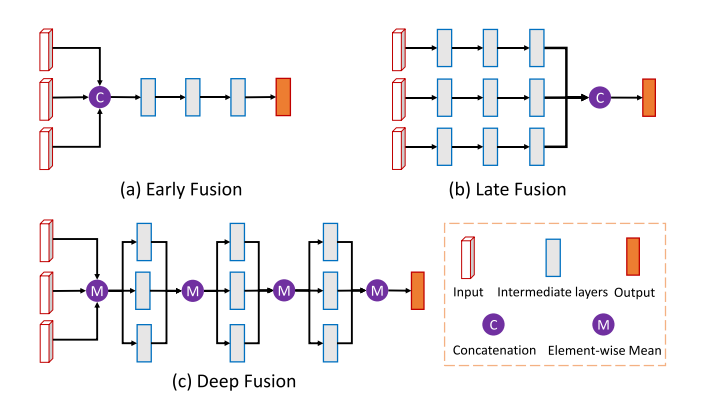 C
C
(a) Early Fusion
(b) Late Fusion
M
M
M
M
(c) Deep Fusion
Input
Intermediate layers
Output
C
M
Concatenation
Element-wise Mean